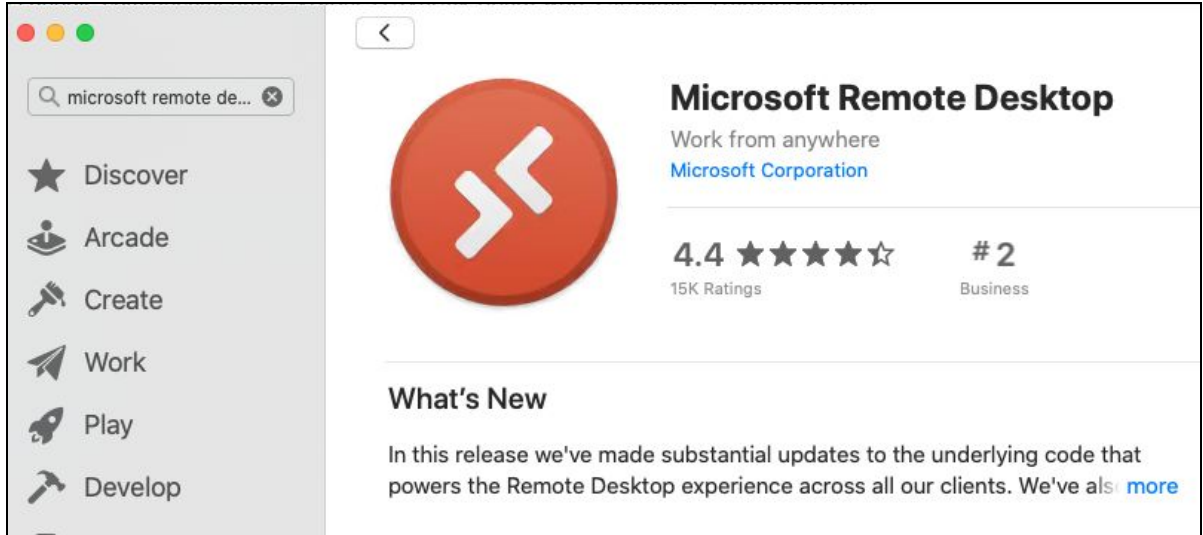 microsoft remote de...
Discover
Arcade
Create
Work
Play
Develop
Microsoft Remote Desktop
Work from anywhere
Microsoft Corporation
4.4
15K Ratings
#2
Business
What's New
In this release we've made substantial updates to the underlying code that
powers the Remote Desktop experience across all our clients. We've als more